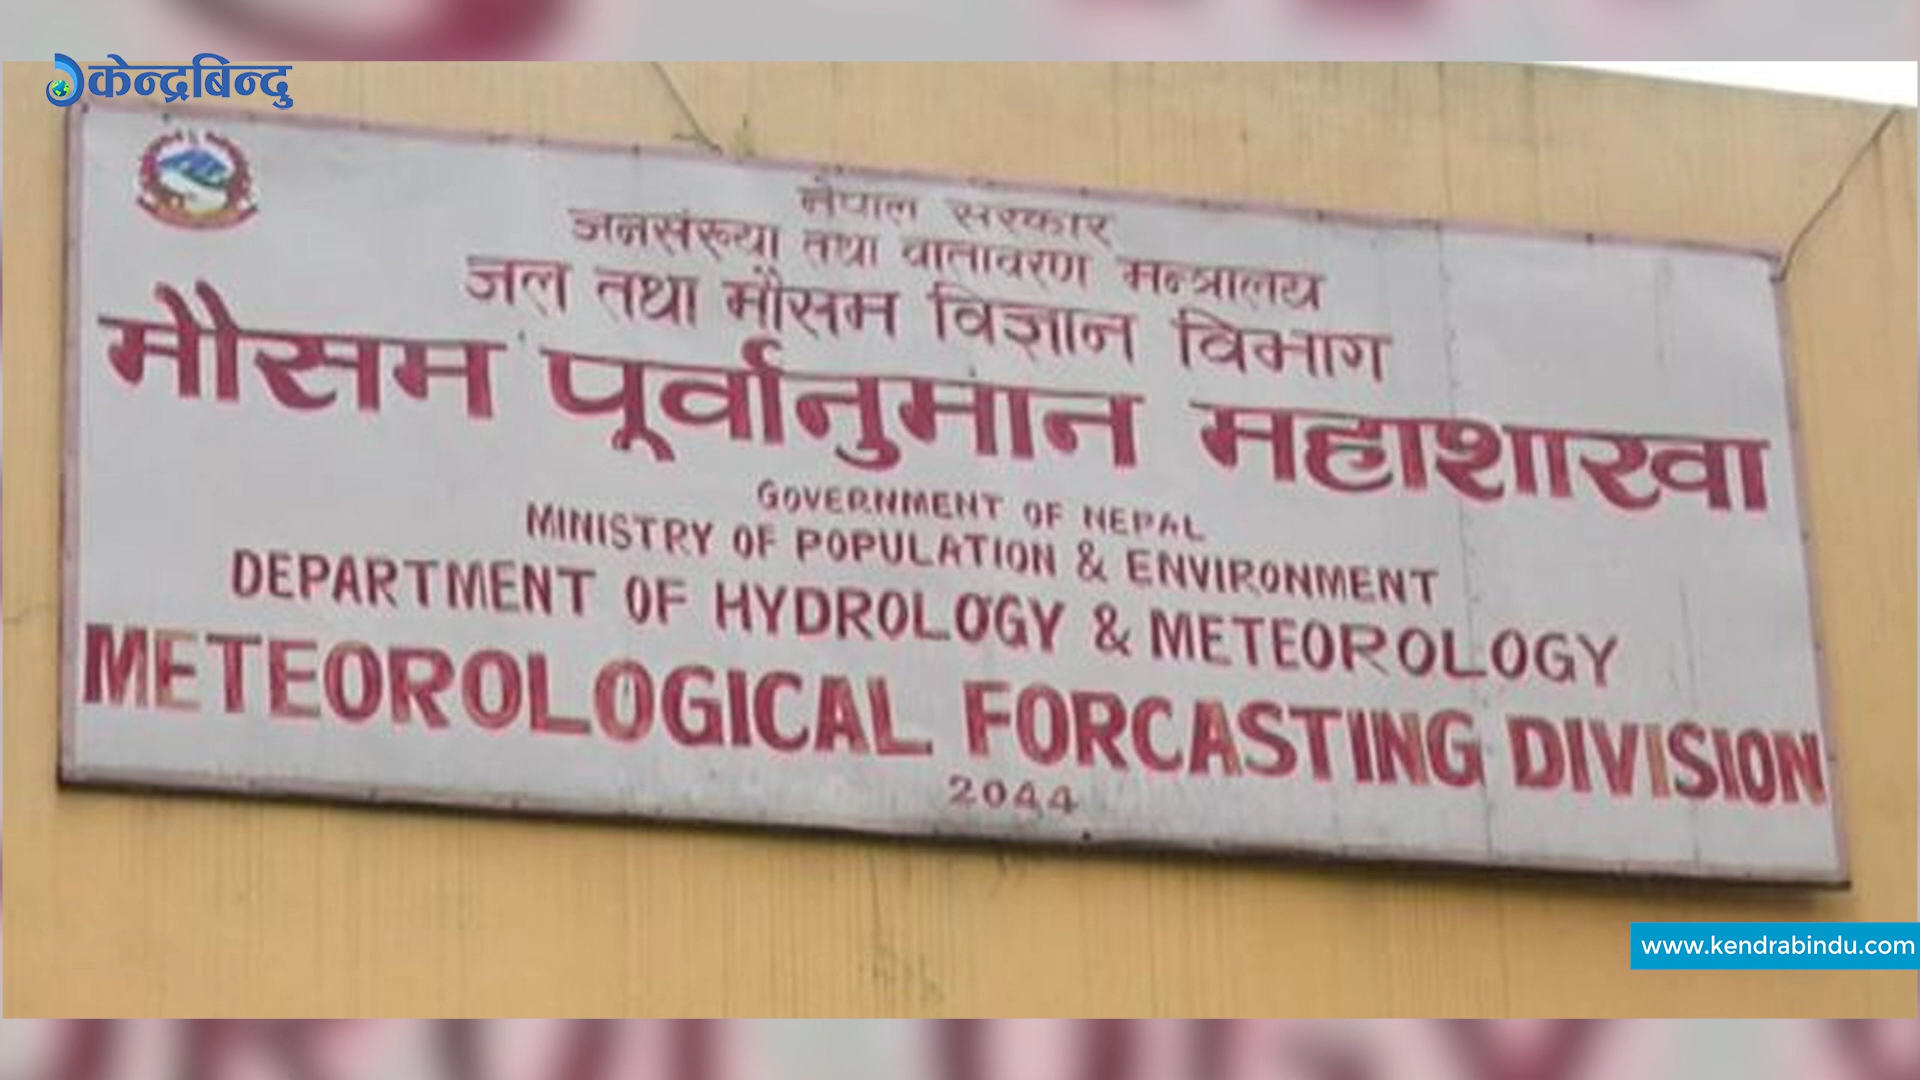 केन्द्रबिन्दु
नेपाल सरकार
जनसंख्या तथा वातावरण मन्त्रालय
जल तथा मौसम विज्ञान विभाग
मौसम पूर्वानुमान महाशाखा
GOVERNMENT OF NEPAL
MINISTRY OF POPULATION & ENVIRONMENT
DEPARTMENT OF HYDROLOGY & METEOROLOGY
METEOROLOGICAL FORCASTING DIVISION
2044
www.kendrabindu.com